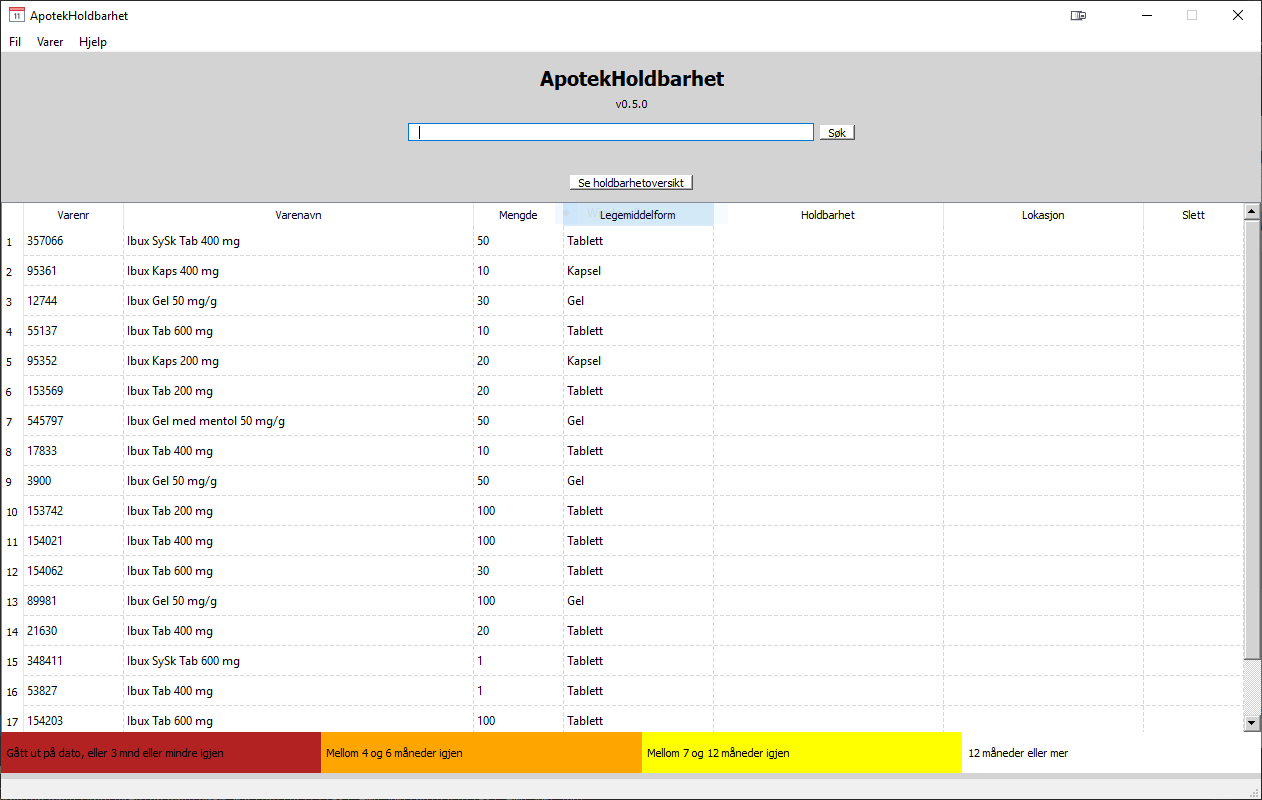 ApotekHoldbarhet
Fil Varer Hjelp
ApotekHoldbarhet
v0.5.0
Søk
Se holdbarhetoversikt
Varenr Varenavn Mengde Legemiddelform Holdbarhet Lokasjon Slett
1 357066 Ibux SySk Tab 400 mg 50 Tablett
2 95361 Ibux Kaps 400 mg 10 Kapsel
3 12744 Ibux Gel 50 mg/g 30 Gel
4 55137 Ibux Tab 600 mg 10 Tablett
5 95352 Ibux Kaps 200 mg 20 Kapsel
6 153569 Ibux Tab 200 mg 20 Tablett
7 545797 Ibux Gel med mentol 50 mg/g 50 Gel
8 17833 Ibux Tab 400 mg 10 Tablett
9 3900 Ibux Gel 50 mg/g 50 Gel
10 153742 Ibux Tab 200 mg 100 Tablett
11 154021 Ibux Tab 400 mg 100 Tablett
12 154062 Ibux Tab 600 mg 30 Tablett
13 89981 Ibux Gel 50 mg/g 100 Gel
14 21630 Ibux Tab 400 mg 20 Tablett
15 348411 Ibux SySk Tab 600 mg 1 Tablett
16 53827 Ibux Tab 400 mg 1 Tablett
17 154203 Ibux Tab 600 mg 100 Tablett
Gått ut på dato, eller 3 mnd eller mindre igjen Mellom 4 og 6 måneder igjen Mellom 7 og 12 måneder igjen 12 måneder eller mer